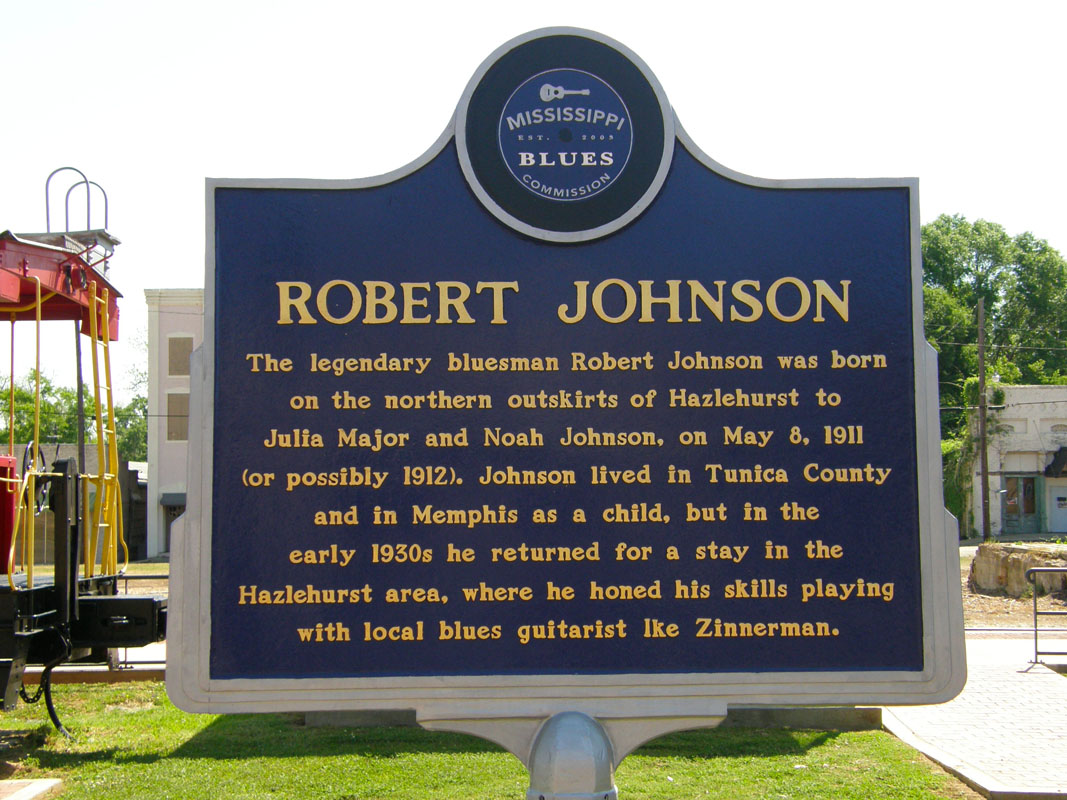 MISSISSIPPI
EST. 2005
BLUES
COMMISSION
ROBERT JOHNSON
The legendary bluesman Robert Johnson was born
on the northern outskirts of Hazlehurst to
Julia Major and Noah Johnson, on May 8, 1911
(or possibly 1912). Johnson lived in Tunica County
and in Memphis as a child, but in the
early 1930s he returned for a stay in the
Hazlehurst area, where he honed his skills playing
with local blues guitarist Ike Zinnerman.